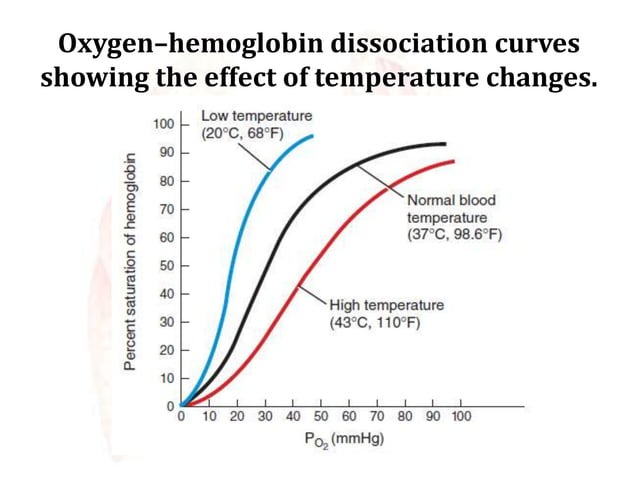 Oxygen–hemoglobin dissociation curves
showing the effect of temperature changes.
Low temperature
(20°C, 68°F)
Normal blood
temperature
(37°C, 98.6°F)
High temperature
(43°C, 110°F)
Percent saturation of hemoglobin
100
90
80
70
60
50
40
30
20
10
0
0 10 20 30 40 50 60 70 80 90 100
PO₂ (mmHg)